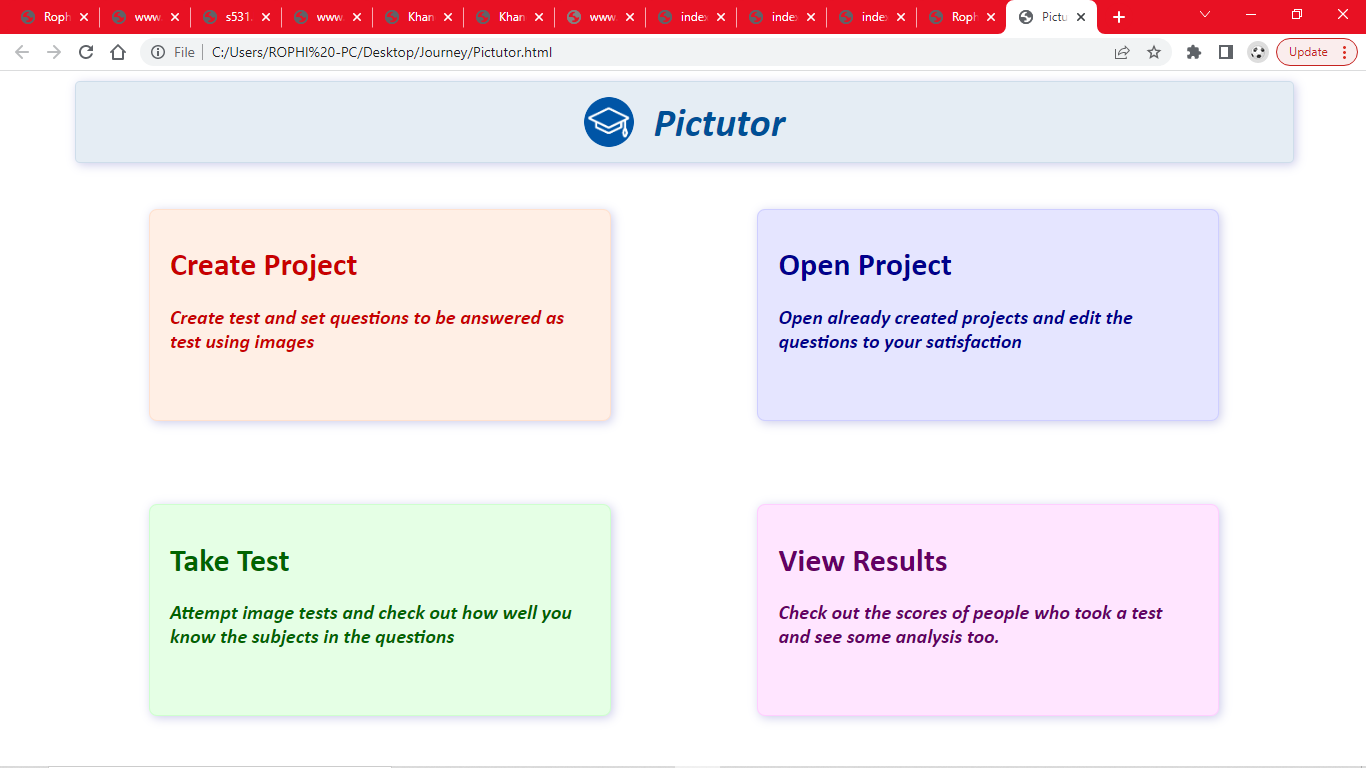 Roph
www.
s531.
www.
Khan
Khan
www.
index
index
index
Roph
Pictu
File
C:/Users/ROPHI%20-PC/Desktop/Journey/Pictutor.html
Update
Pictutor
Create Project
Create test and set questions to be answered as
test using images
Open Project
Open already created projects and edit the
questions to your satisfaction
Take Test
Attempt image tests and check out how well you
know the subjects in the questions
View Results
Check out the scores of people who took a test
and see some analysis too.